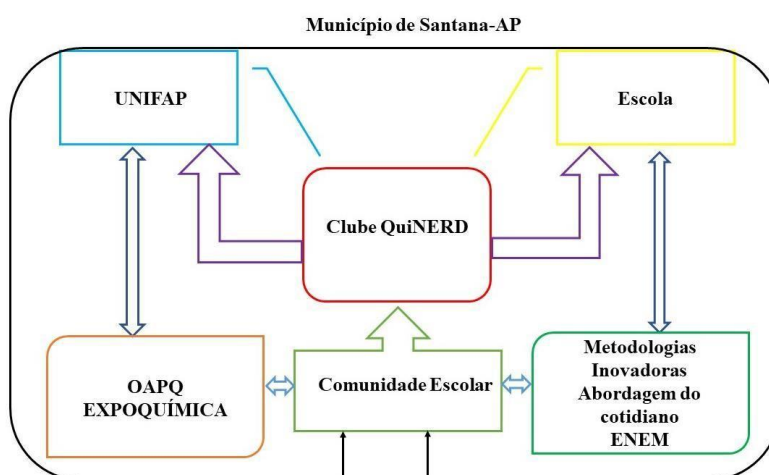 Município de Santana-AP
UNIFAP
Escola
Clube QuiNERD
OAPQ
EXPOQUÍMICA
Comunidade Escolar
Metodologias
Inovadoras
Abordagem do
cotidiano
ENEM